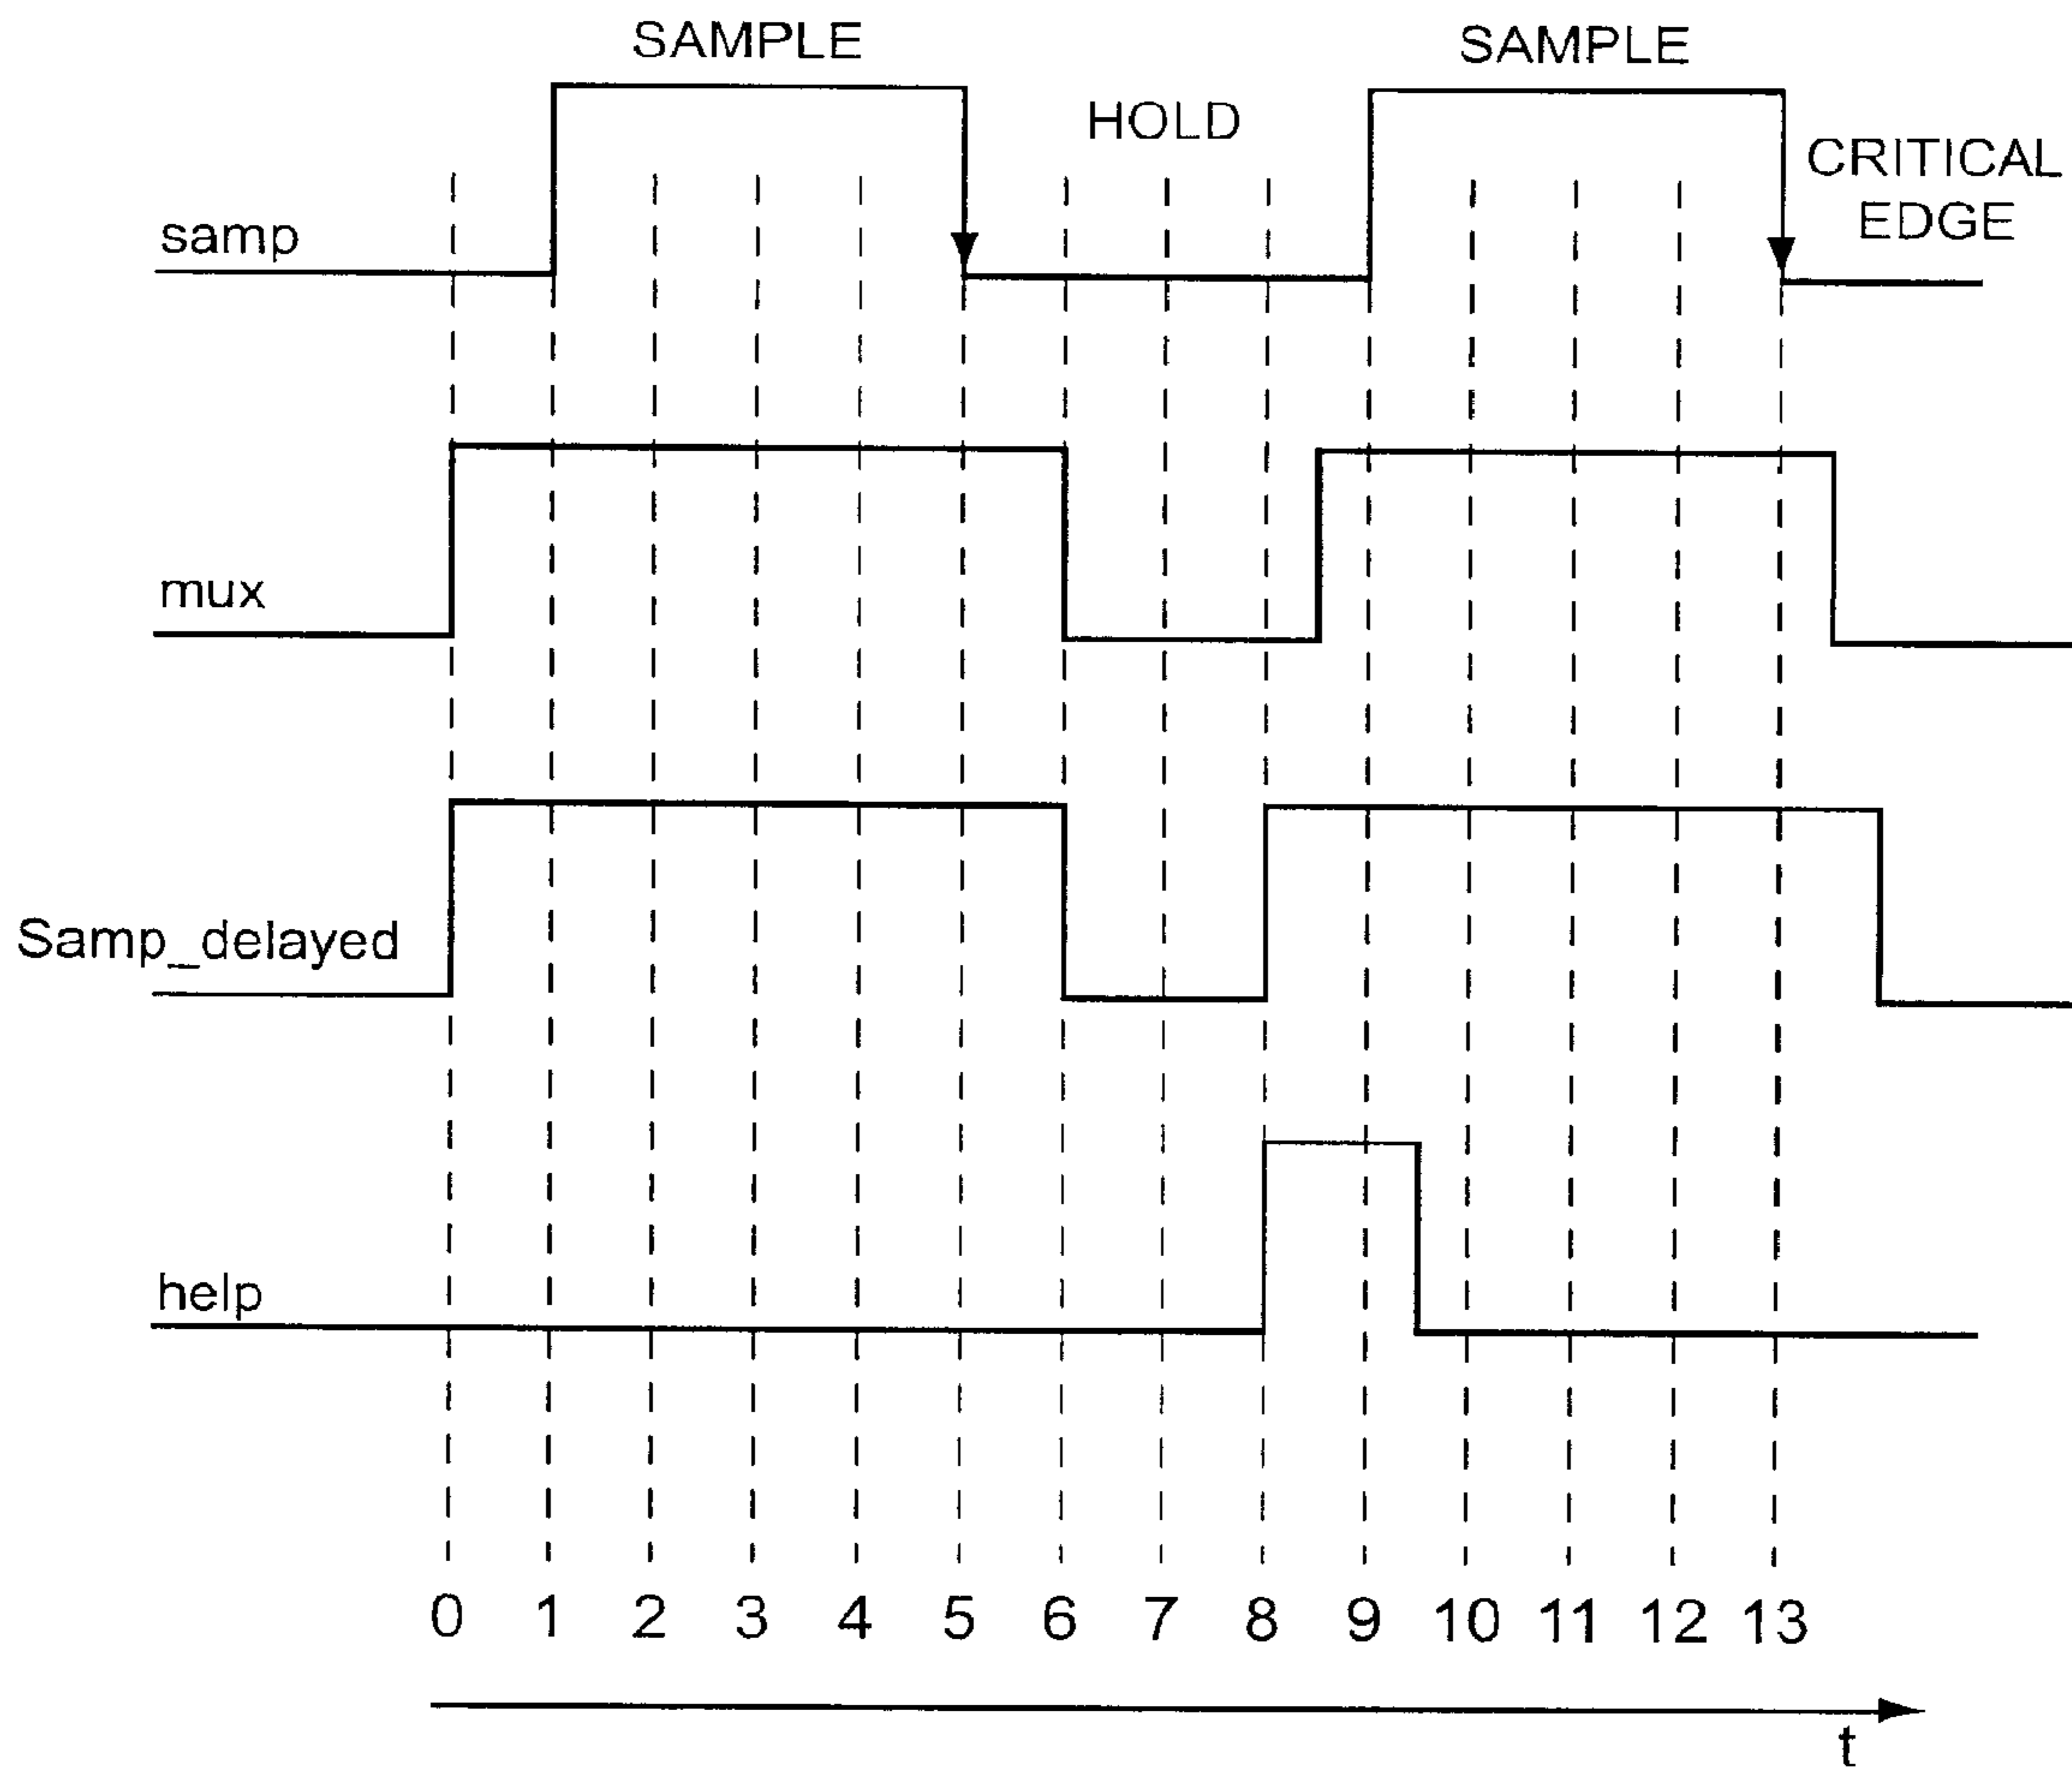 SAMPLE
SAMPLE
HOLD
CRITICAL
EDGE
samp
mux
Samp_delayed
help
0 1 2 3 4 5 6 7 8 9 10 11 12 13
t